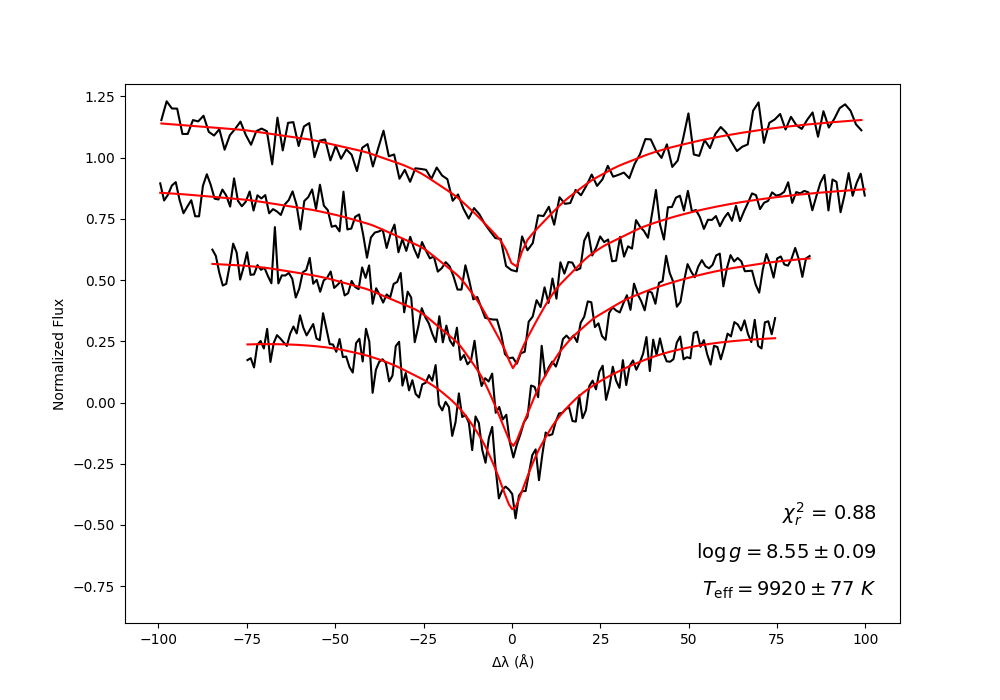 Normalized Flux
1.25
1.00
0.75
0.50
0.25
0.00
−0.25
−0.50
−0.75
χ²ᵣ = 0.88
log g = 8.55 ± 0.09
T_eff = 9920 ± 77 K
−100 −75 −50 −25 0 25 50 75 100
Δλ (Å)